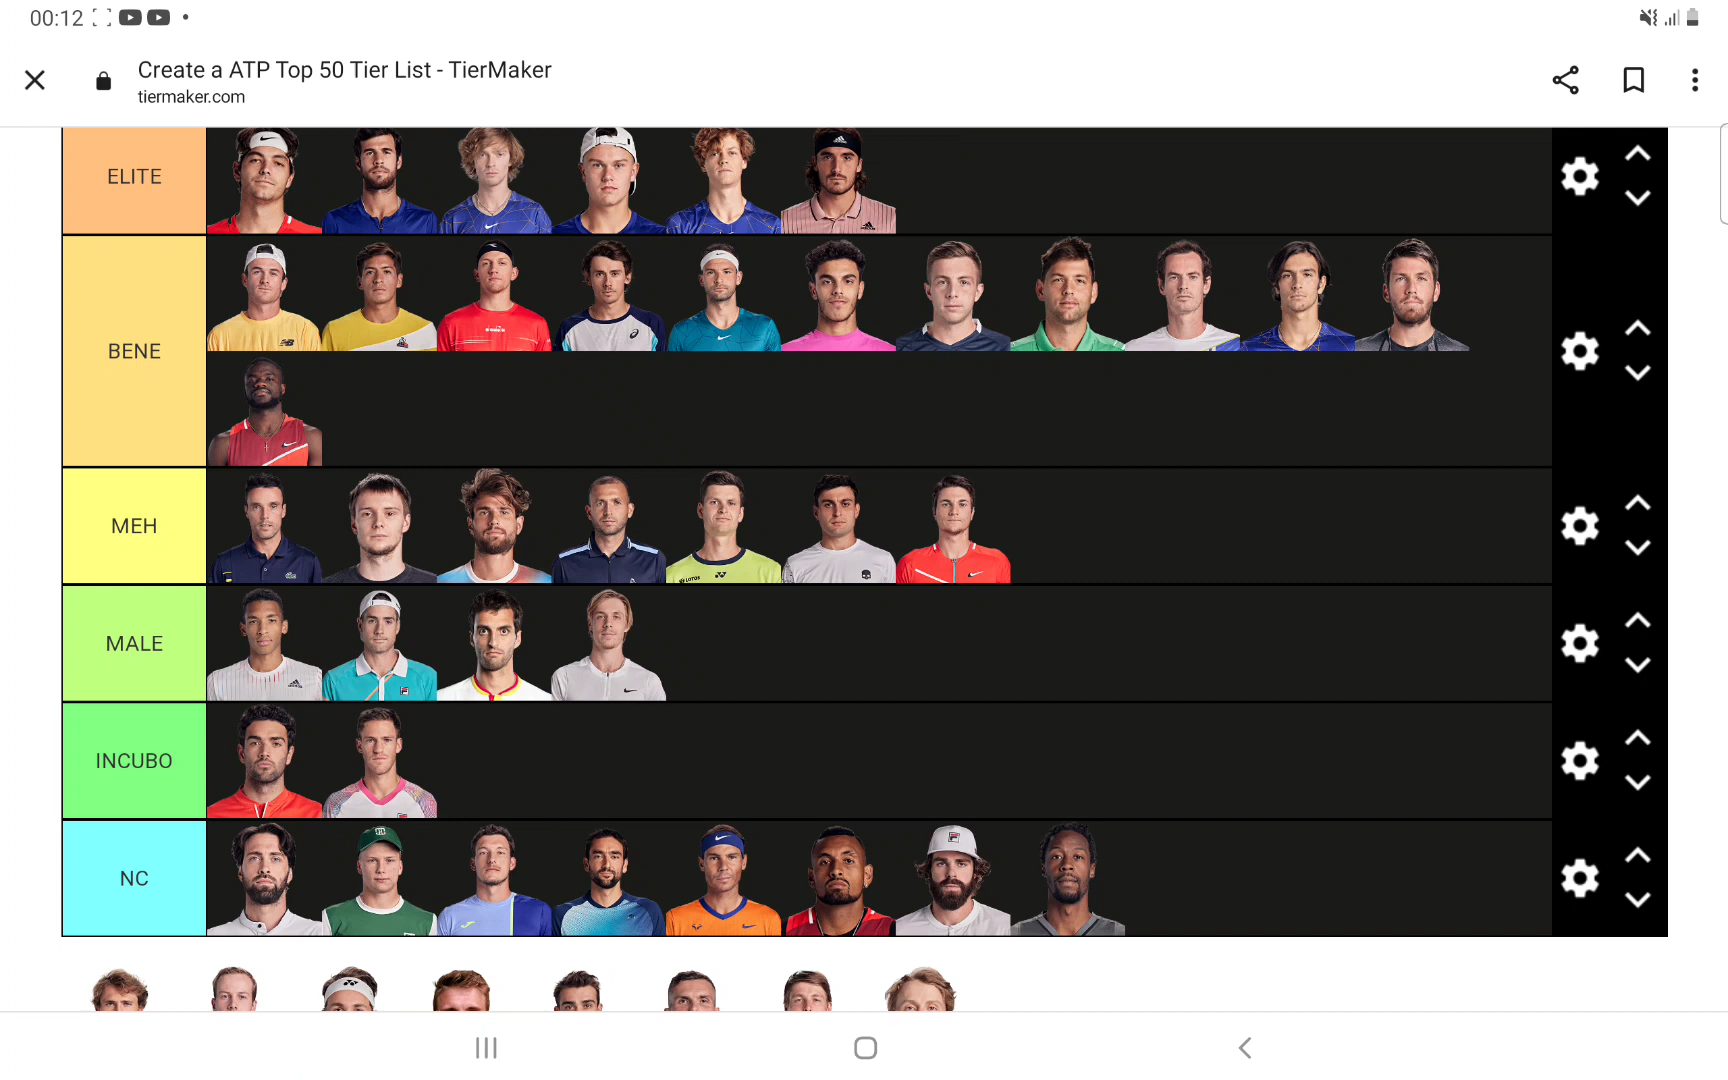 00:12
Create a ATP Top 50 Tier List - TierMaker
tiermaker.com
ELITE
BENE
MEH
MALE
INCUBO
NC